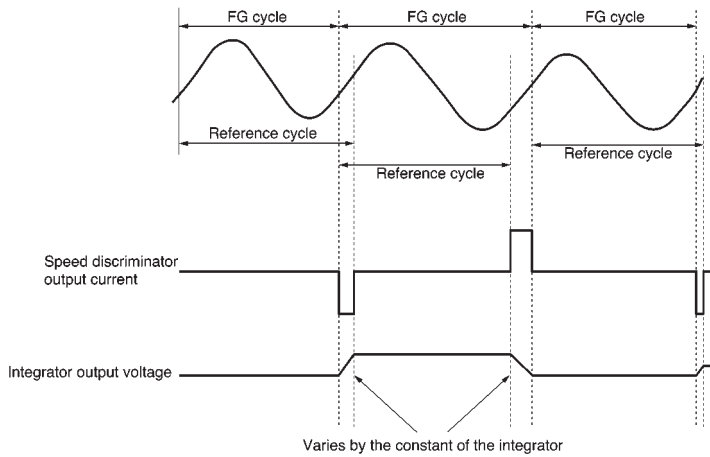 FG cycle
FG cycle
FG cycle
Reference cycle
Reference cycle
Reference cycle
Speed discriminator
output current
Integrator output voltage
Varies by the constant of the integrator